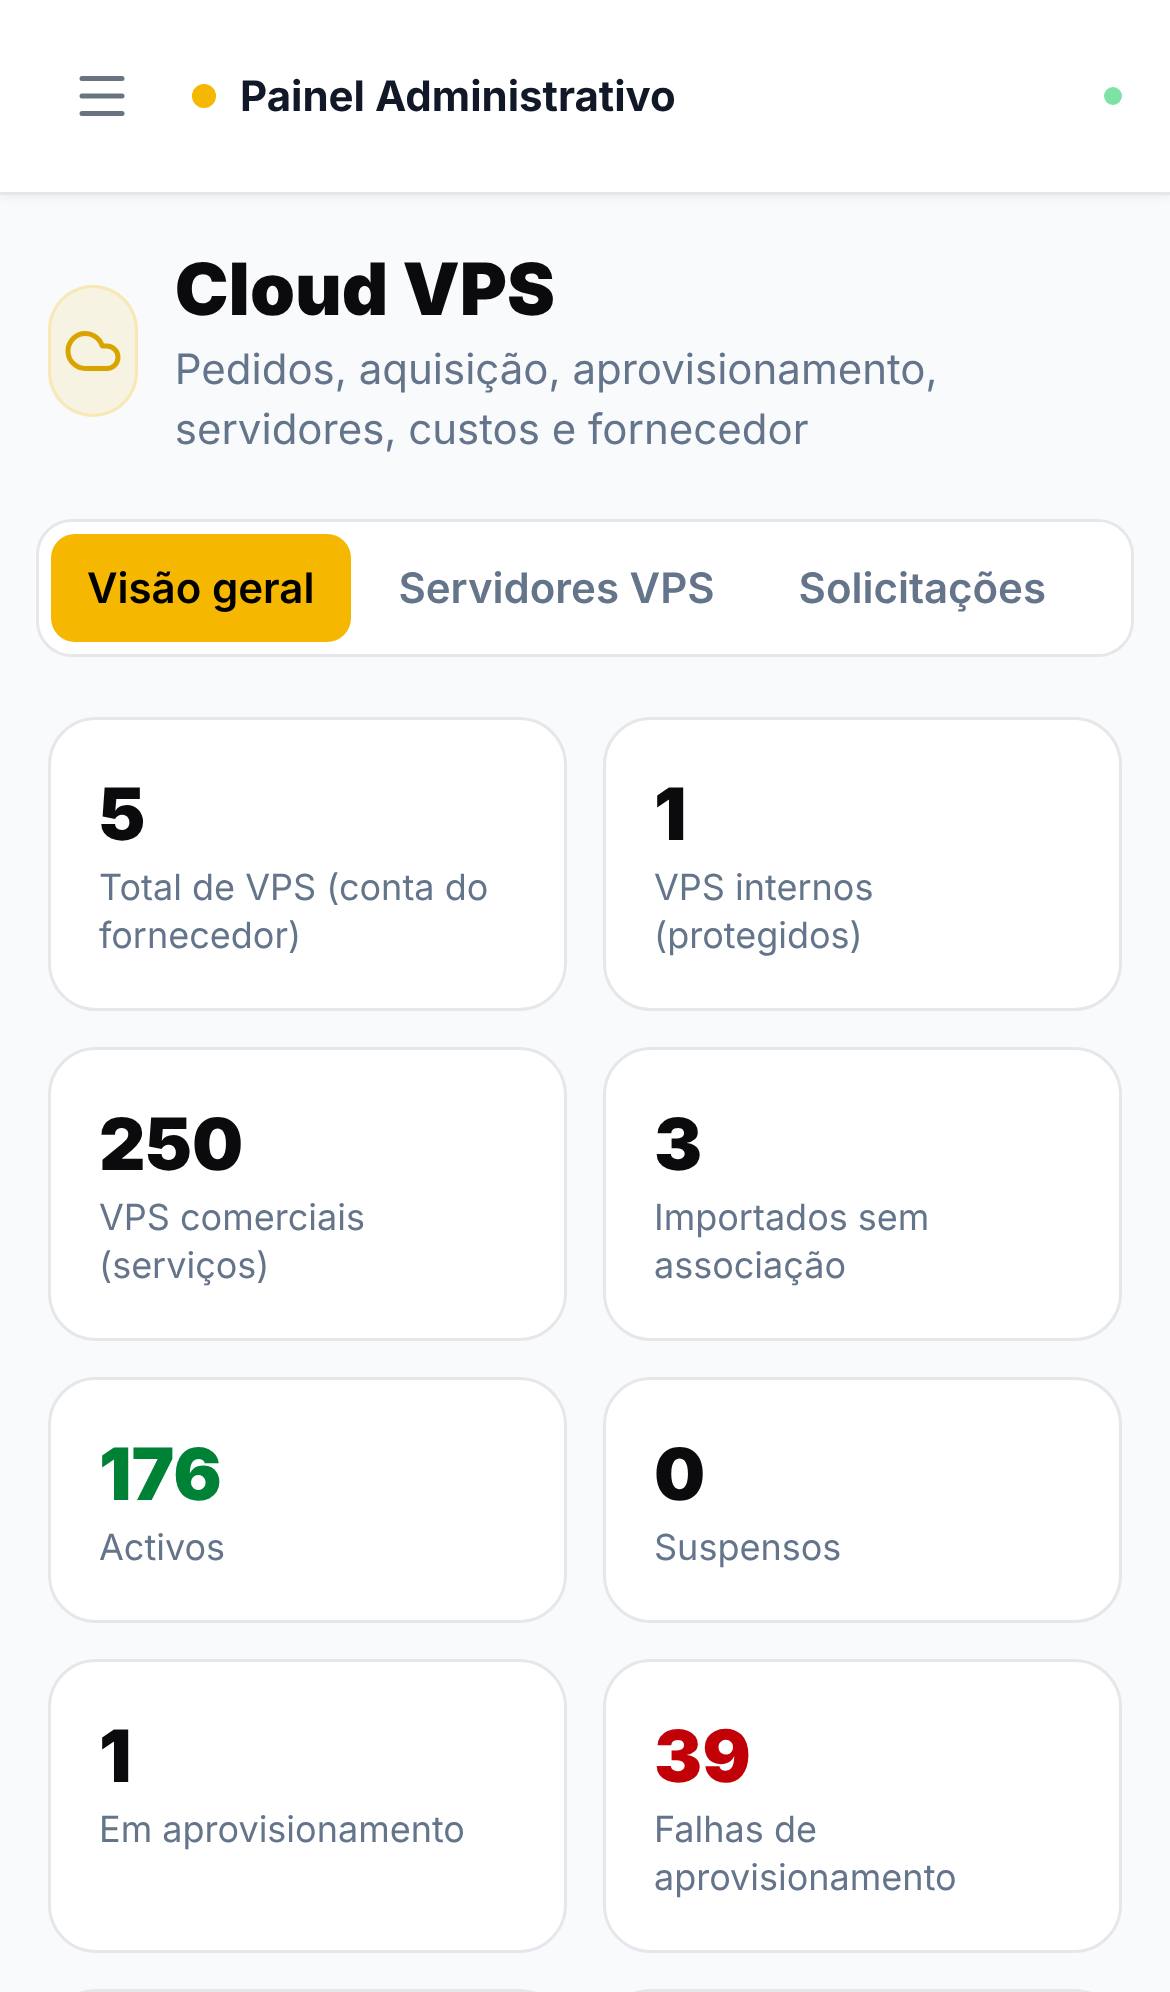 Painel Administrativo
Cloud VPS
Pedidos, aquisição, aprovisionamento,
servidores, custos e fornecedor
Visão geral
Servidores VPS
Solicitações
5
Total de VPS (conta do
fornecedor)
1
VPS internos
(protegidos)
250
VPS comerciais
(serviços)
3
Importados sem
associação
176
Activos
0
Suspensos
1
Em aprovisionamento
39
Falhas de
aprovisionamento